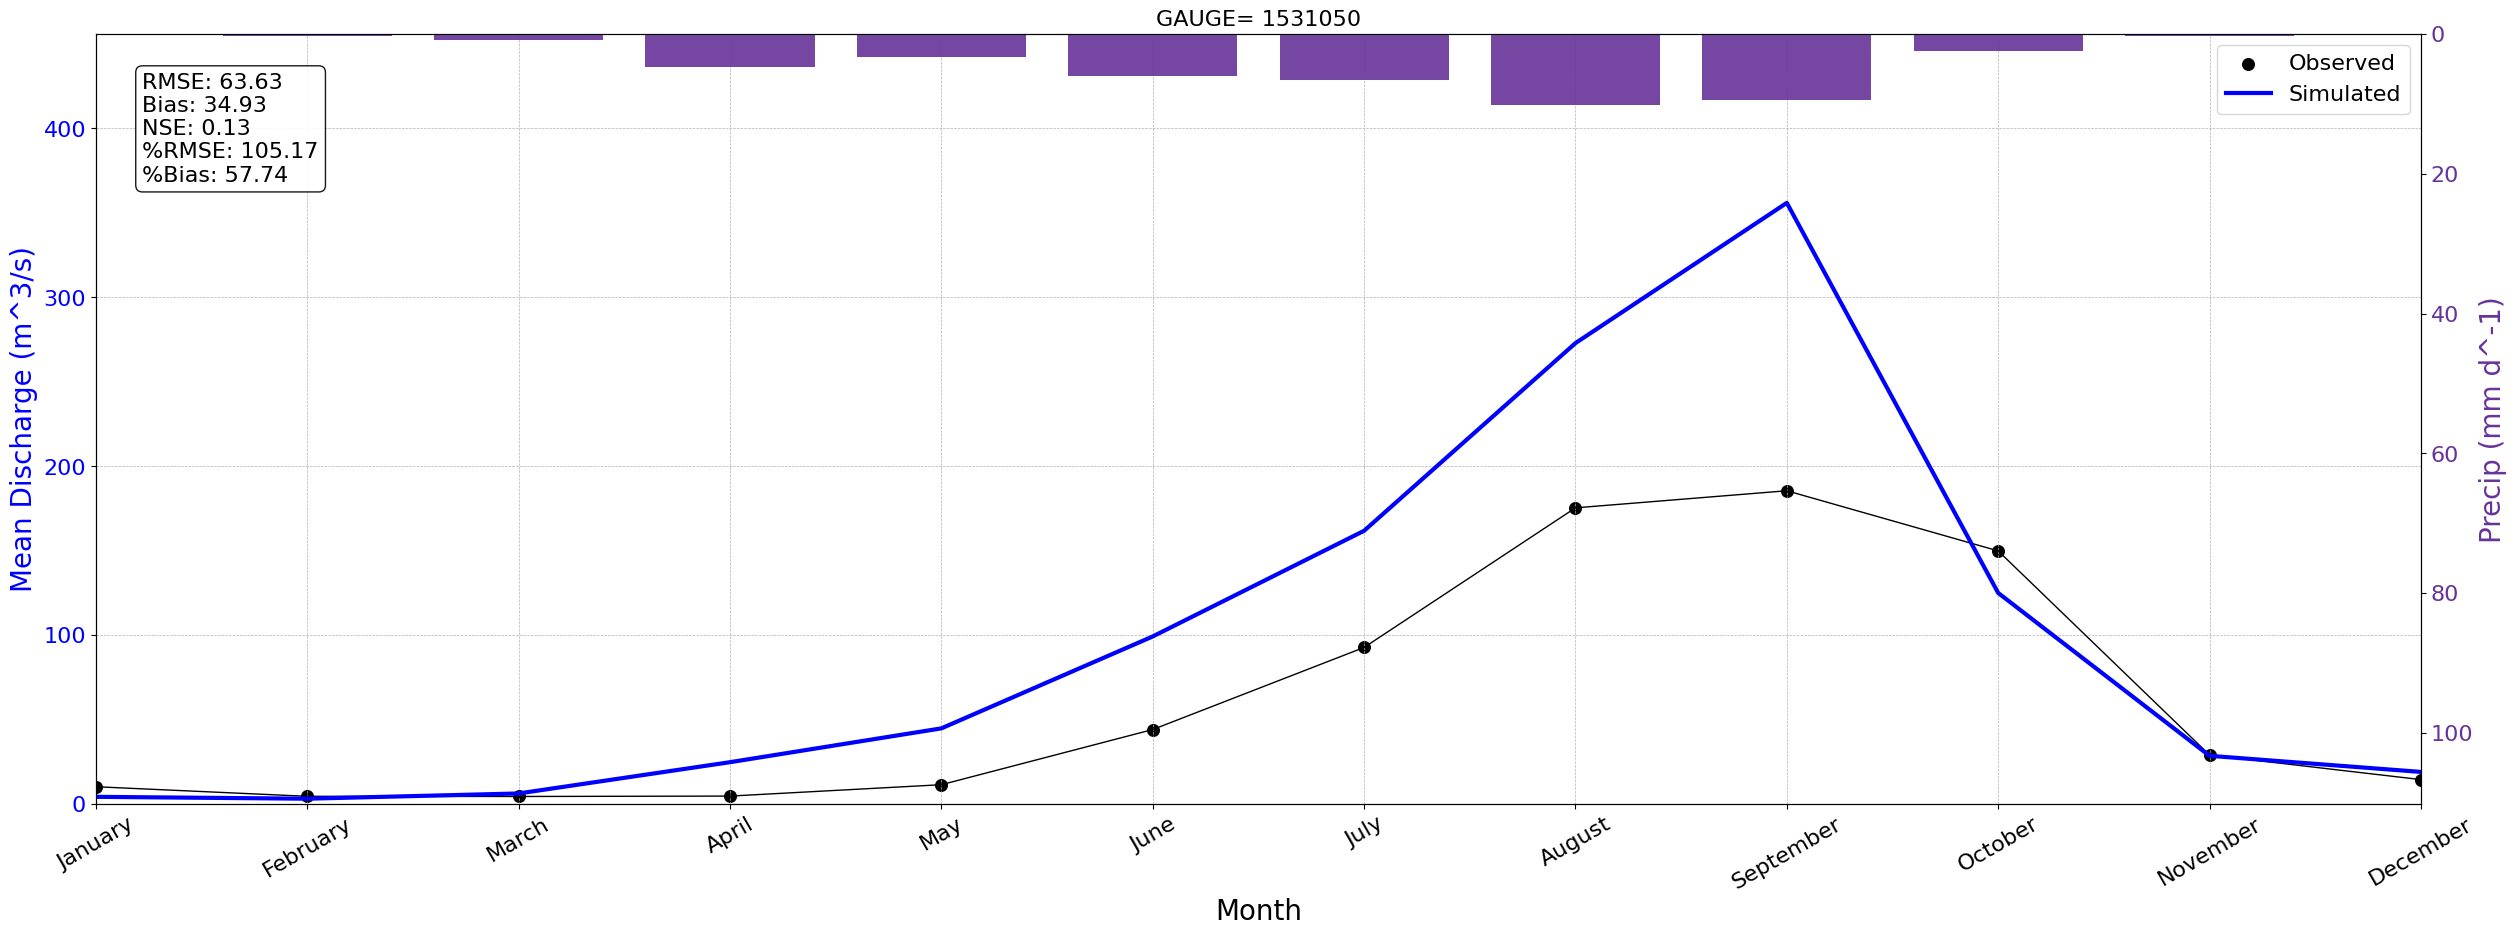 GAUGE= 1531050
RMSE: 63.63
Bias: 34.93
NSE: 0.13
%RMSE: 105.17
%Bias: 57.74
Observed
Simulated
Mean Discharge (m^3/s)
400
300
200
100
0
Precip (mm d^-1)
0
20
40
60
80
100
January
February
March
April
May
June
July
August
September
October
November
December
Month